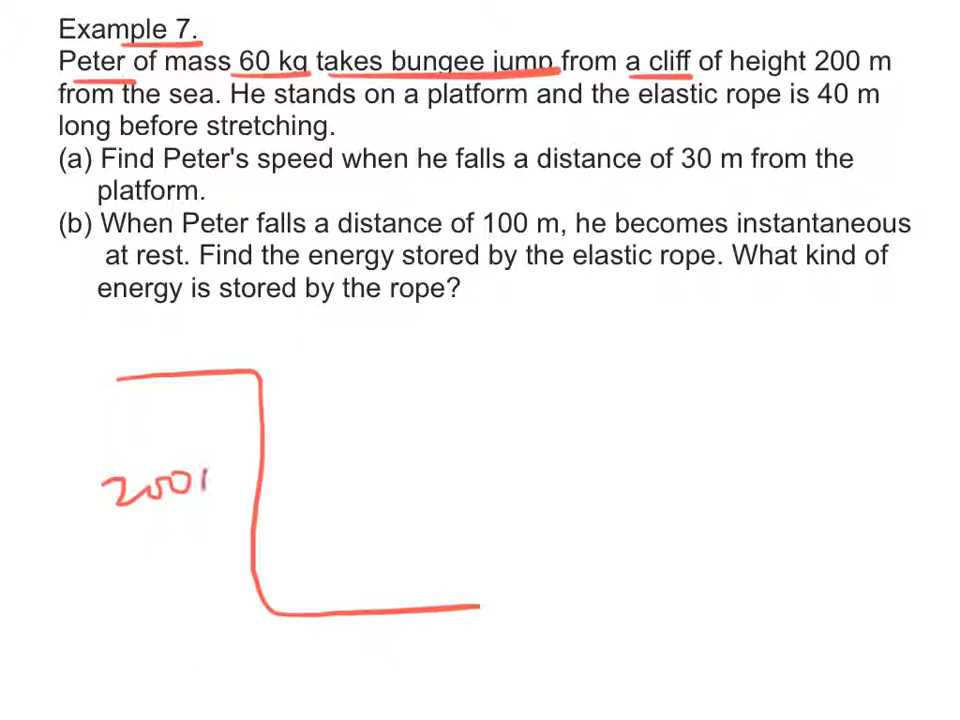 Example 7.
Peter of mass 60 kg takes bungee jump from a cliff of height 200 m
from the sea. He stands on a platform and the elastic rope is 40 m
long before stretching.
(a) Find Peter's speed when he falls a distance of 30 m from the
platform.
(b) When Peter falls a distance of 100 m, he becomes instantaneous
at rest. Find the energy stored by the elastic rope. What kind of
energy is stored by the rope?
200